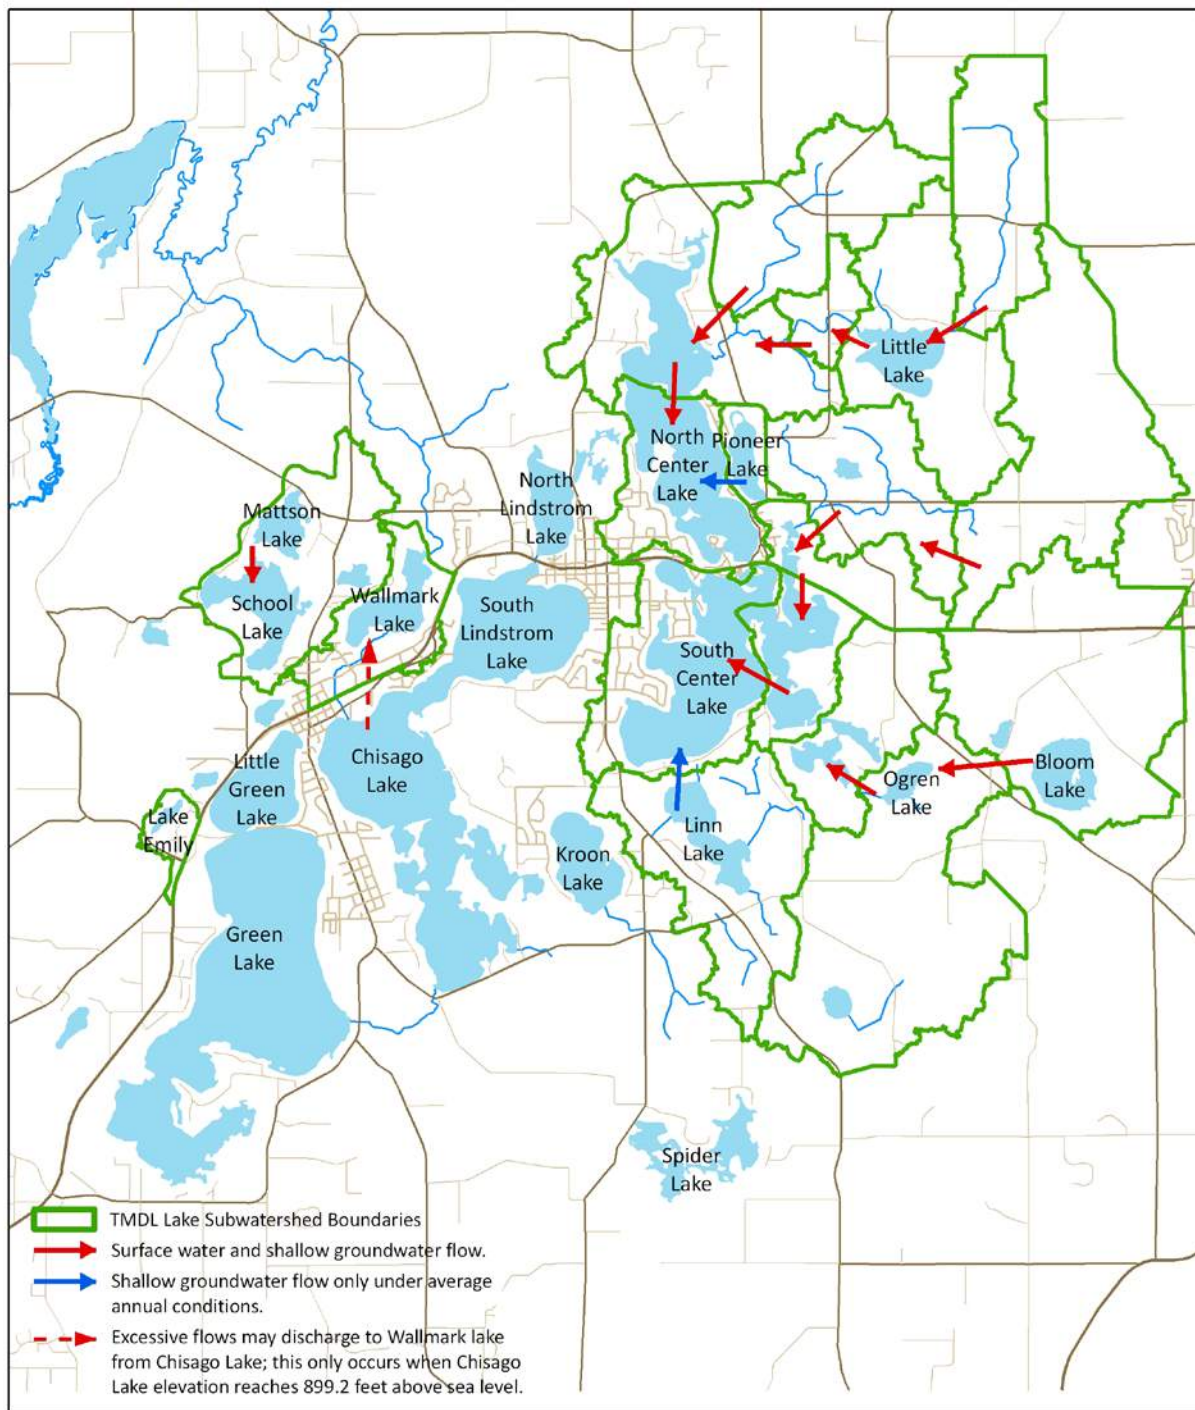 Little
Lake
North
Center
Lake
Pioneer
Lake
North
Lindstrom
Lake
Mattson
Lake
School
Lake
Wallmark
Lake
South
Lindstrom
Lake
South
Center
Lake
Chisago
Lake
Little
Green
Lake
Ogren
Lake
Bloom
Lake
Lake
Emily
Linn
Lake
Kroon
Lake
Green
Lake
Spider
Lake
TMDL Lake Subwatershed Boundaries
Surface water and shallow groundwater flow.
Shallow groundwater flow only under average
annual conditions.
Excessive flows may discharge to Wallmark lake
from Chisago Lake; this only occurs when Chisago
Lake elevation reaches 899.2 feet above sea level.